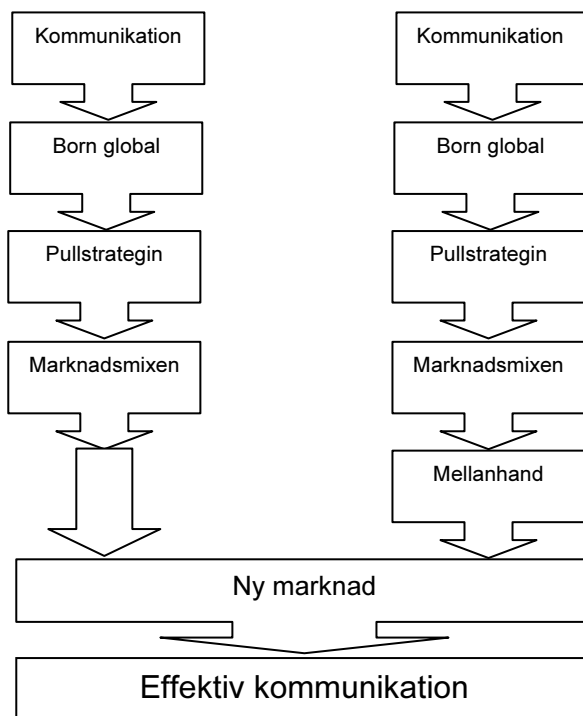 Kommunikation
Born global
Pullstrategin
Marknadsmixen
Kommunikation
Born global
Pullstrategin
Marknadsmixen
Mellanhand
Ny marknad
Effektiv kommunikation